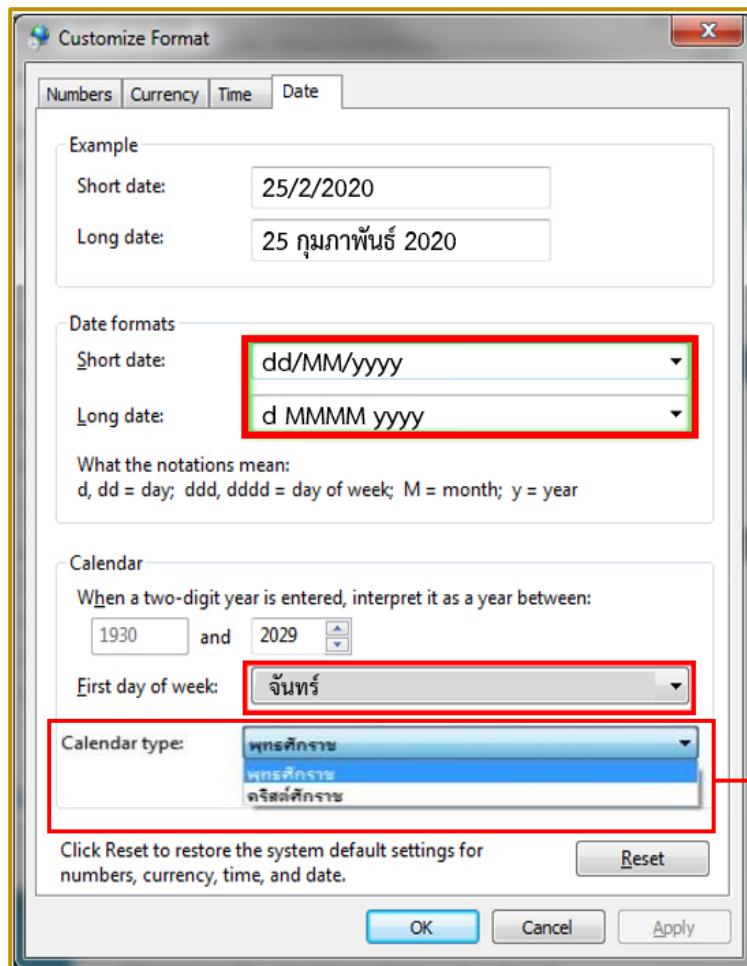 Customize Format
X
Numbers Currency Time Date
Example
Short date: 25/2/2020
Long date: 25 กุมภาพันธ์ 2020
Date formats
Short date: dd/MM/yyyy
Long date: d MMMM yyyy
What the notations mean:
d, dd = day; ddd, dddd = day of week; M = month; y = year
Calendar
When a two-digit year is entered, interpret it as a year between:
1930 and 2029
First day of week: จันทร์
Calendar type: พุทธศักราช
พุทธศักราช
คริสต์ศักราช
Click Reset to restore the system default settings for
numbers, currency, time, and date.
Reset
OK Cancel Apply